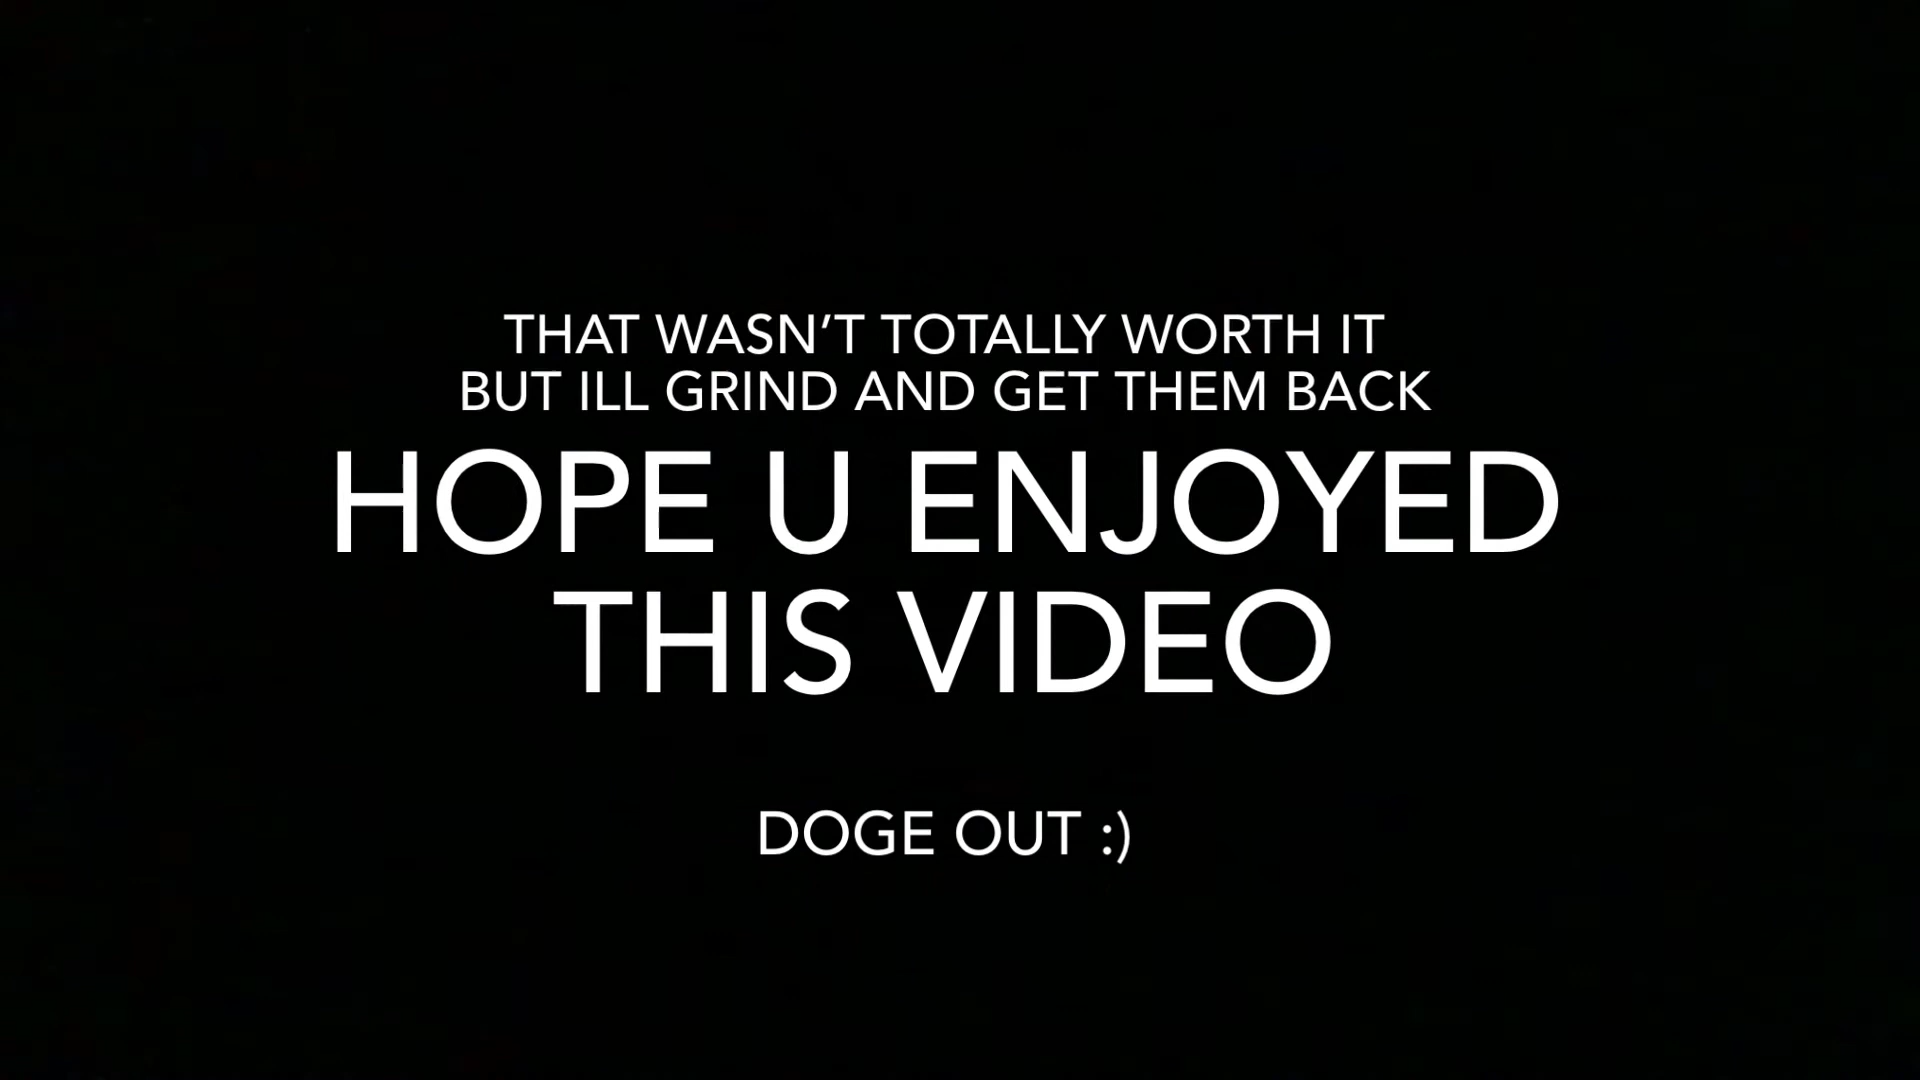 THAT WASN’T TOTALLY WORTH IT
BUT ILL GRIND AND GET THEM BACK
HOPE U ENJOYED
THIS VIDEO
DOGE OUT :)